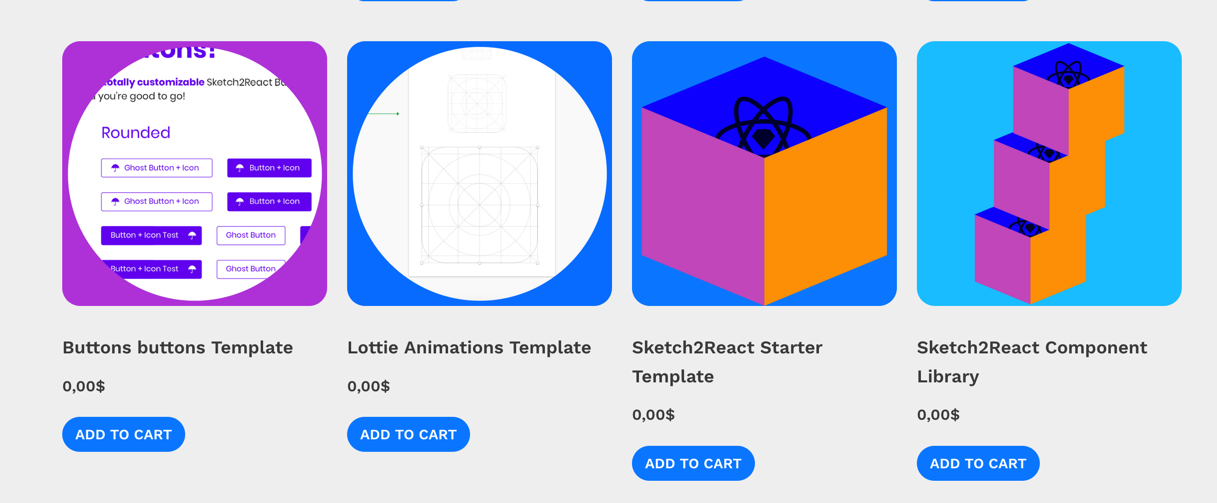 totally customizable Sketch2React
you're good to go!
Rounded
Ghost Button + Icon
Button + Icon
Ghost Button + Icon
Button + Icon
Button + Icon Test
Ghost Button
Button + Icon Test
Ghost Button
Buttons buttons Template
0,00$
ADD TO CART
Lottie Animations Template
0,00$
ADD TO CART
Sketch2React Starter
Template
0,00$
ADD TO CART
Sketch2React Component
Library
0,00$
ADD TO CART